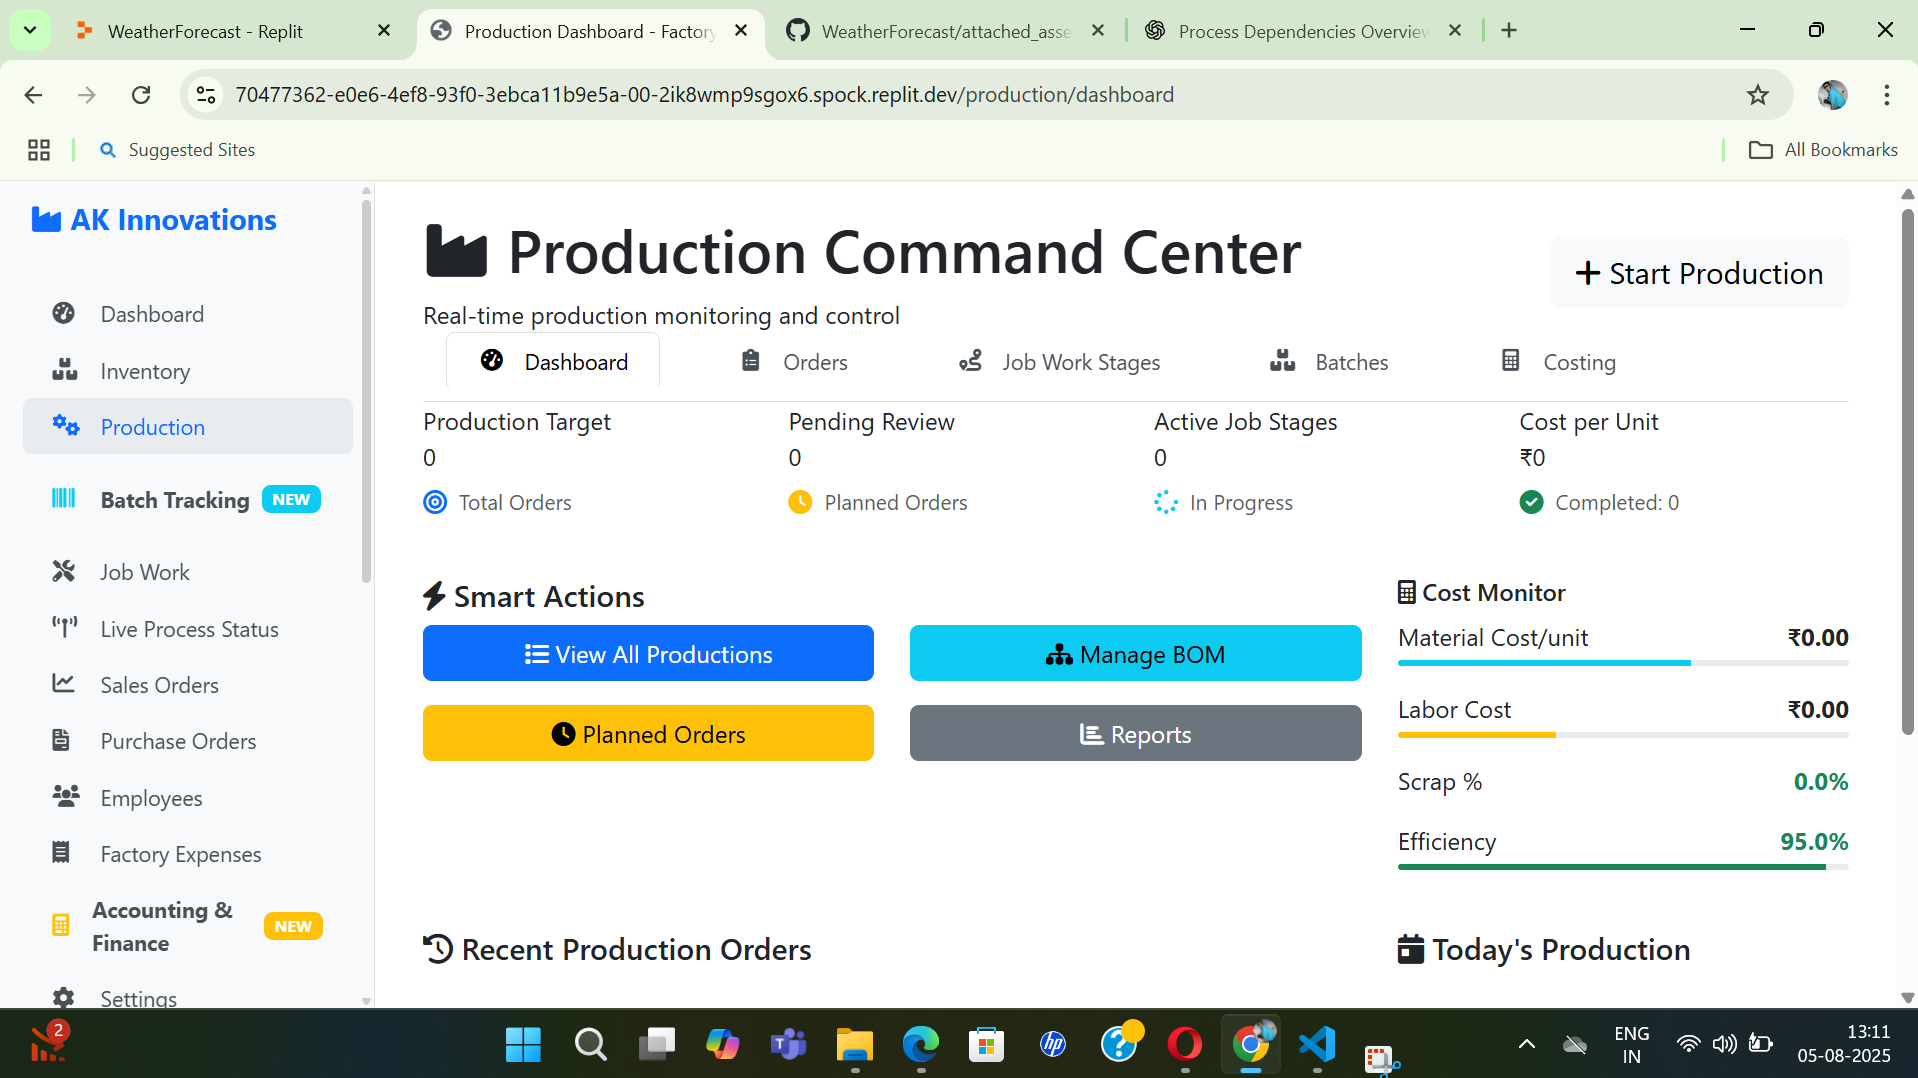 WeatherForecast - Replit
Production Dashboard - Factory
WeatherForecast/attached_asse
Process Dependencies Overview
70477362-e0e6-4ef8-93f0-3ebca11b9e5a-00-2ik8wmp9sgox6.spock.replit.dev/production/dashboard
Suggested Sites
All Bookmarks
AK Innovations
Dashboard
Inventory
Production
Batch Tracking NEW
Job Work
Live Process Status
Sales Orders
Purchase Orders
Employees
Factory Expenses
Accounting &
Finance
NEW
Settings
Production Command Center
Start Production
Real-time production monitoring and control
Dashboard
Orders
Job Work Stages
Batches
Costing
Production Target
0
Total Orders
Pending Review
0
Planned Orders
Active Job Stages
0
In Progress
Cost per Unit
₹0
Completed: 0
Smart Actions
View All Productions
Manage BOM
Planned Orders
Reports
Cost Monitor
Material Cost/unit ₹0.00
Labor Cost ₹0.00
Scrap % 0.0%
Efficiency 95.0%
Recent Production Orders
Today's Production
2
hp
ENG
IN
13:11
05-08-2025